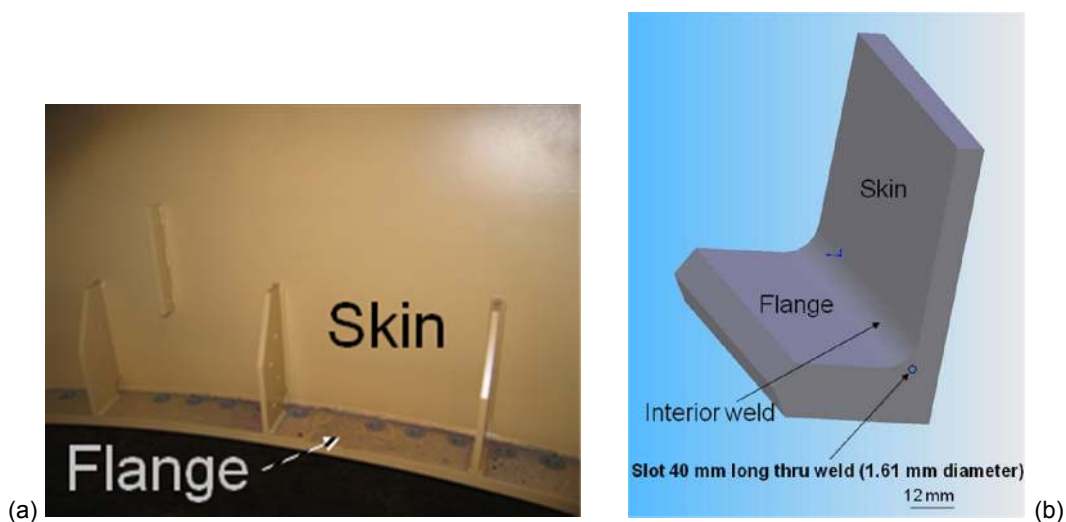 Skin
Flange
(a)
Skin
Flange
Interior weld
Slot 40 mm long thru weld (1.61 mm diameter)
12 mm
(b)